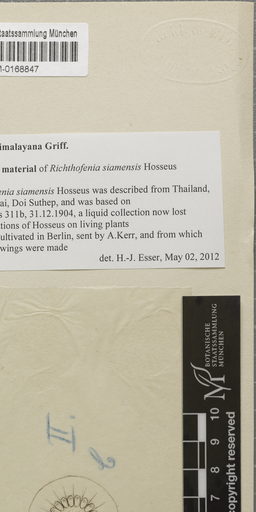 taatssammlung München
M-0168847
imalayana Griff.
material of Richthofenia siamensis Hosseus
enia siamensis Hosseus was described from Thailand,
ai, Doi Suthep, and was based on
s 311b, 31.12.1904, a liquid collection now lost
tions of Hosseus on living plants
ultivated in Berlin, sent by A.Kerr, and from which
wings were made
det. H.-J. Esser, May 02, 2012
BOTANISCHE
STAATSSAMMLUNG
MÜNCHEN
copyright reserved
7 8 9 10
II